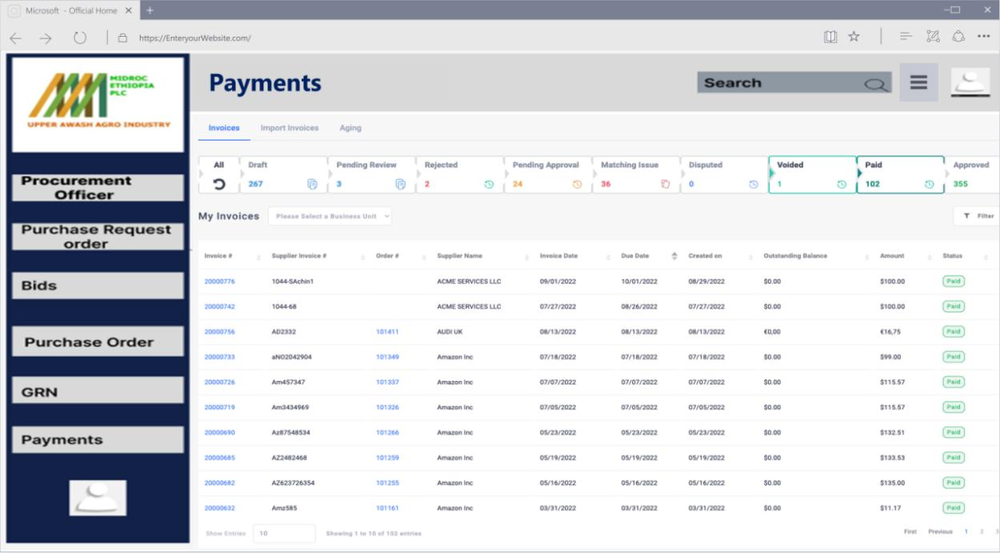 Microsoft - Official Home
https://EnteryourWebsite.com/
MIDROC
ETHIOPIA
PLC
UPPER AWASH AGRO INDUSTRY
Procurement
Officer
Purchase Request
order
Bids
Purchase Order
GRN
Payments
Payments
Search
Invoices Import Invoices Aging
All Draft Pending Review Rejected Pending Approval Matching Issue Disputed Voided Paid Approved
267 3 2 24 36 0 1 102 355
My Invoices Please Select a Business Unit Filter
Invoice # Supplier Invoice # Order # Supplier Name Invoice Date Due Date Created on Outstanding Balance Amount Status
20000776 1044-SAchin1 ACME SERVICES LLC 09/01/2022 10/01/2022 08/29/2022 $0.00 $100.00 Paid
20000742 1044-68 ACME SERVICES LLC 07/27/2022 08/26/2022 07/27/2022 $0.00 $100.00 Paid
20000756 AD2332 101411 AUDI UK 08/13/2022 08/13/2022 08/13/2022 €0,00 €16,75 Paid
20000733 aNO2042904 101349 Amazon Inc 07/18/2022 07/18/2022 07/18/2022 $0.00 $99.00 Paid
20000726 Am457347 101337 Amazon Inc 07/07/2022 07/07/2022 07/07/2022 $0.00 $115.57 Paid
20000719 Am3434969 101326 Amazon Inc 07/05/2022 07/05/2022 07/05/2022 $0.00 $115.57 Paid
20000690 Az87548534 101266 Amazon Inc 05/23/2022 05/23/2022 05/23/2022 $0.00 $132.51 Paid
20000685 AZ2482468 101259 Amazon Inc 05/19/2022 05/19/2022 05/19/2022 $0.00 $133.53 Paid
20000682 AZ623726354 101255 Amazon Inc 05/16/2022 05/16/2022 05/16/2022 $0.00 $135.00 Paid
20000632 Amz585 101161 Amazon Inc 03/31/2022 03/31/2022 03/31/2022 $0.00 $11.17 Paid
Show Entries 10 Showing 1 to 10 of 102 entries First Previous 1 2 3